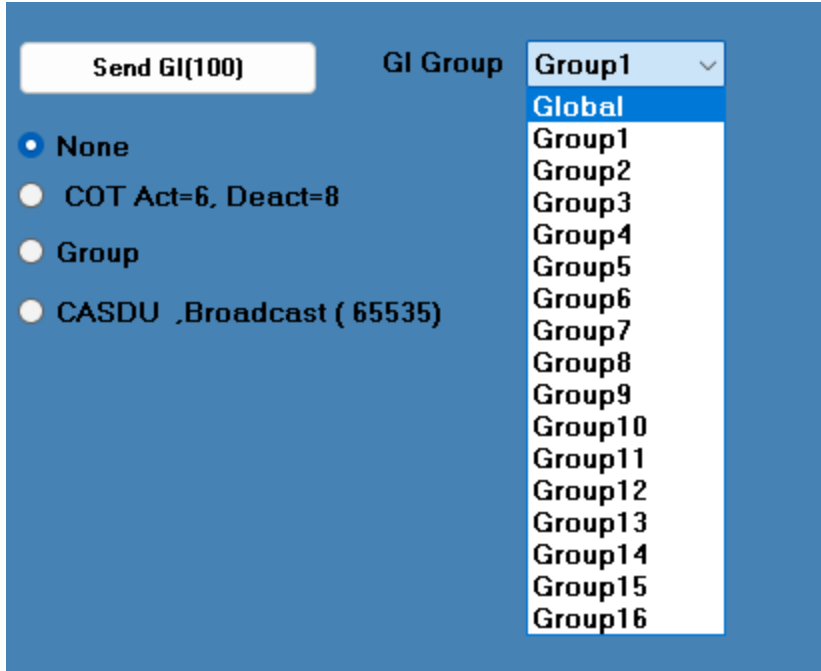 Send GI(100)
GI Group
Group1
None
COT Act=6, Deact=8
Group
CASDU ,Broadcast ( 65535)
Global
Group1
Group2
Group3
Group4
Group5
Group6
Group7
Group8
Group9
Group10
Group11
Group12
Group13
Group14
Group15
Group16